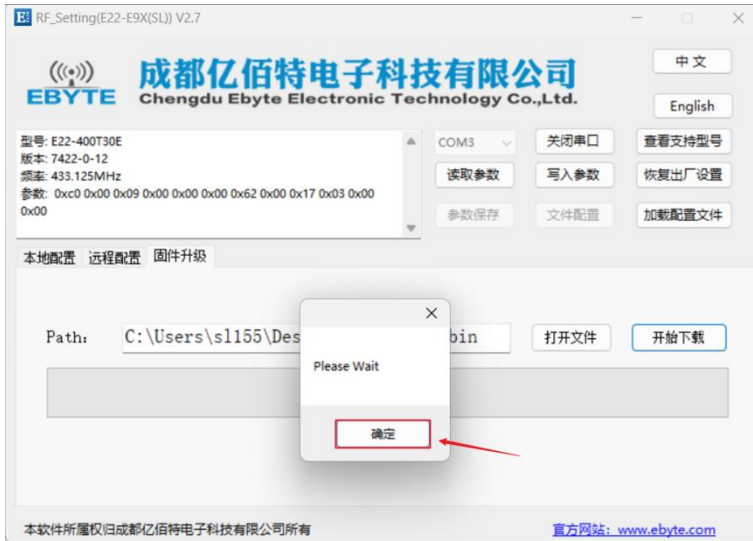 RF_Setting(E22-E9X(SL)) V2.7
EBYTE
成都亿佰特电子科技有限公司
Chengdu Ebyte Electronic Technology Co.,Ltd.
中文
English
型号: E22-400T30E
版本: 7422-0-12
频率: 433.125MHz
参数: 0xc0 0x00 0x09 0x00 0x00 0x00 0x62 0x00 0x17 0x03 0x00
0x00
COM3
关闭串口
查看支持型号
读取参数
写入参数
恢复出厂设置
参数保存
文件配置
加载配置文件
本地配置 远程配置 固件升级
Path:
C:\Users\sl155\Des
bin
打开文件
开始下载
Please Wait
确定
本软件所属权归成都亿佰特电子科技有限公司所有
官方网站: www.ebyte.com